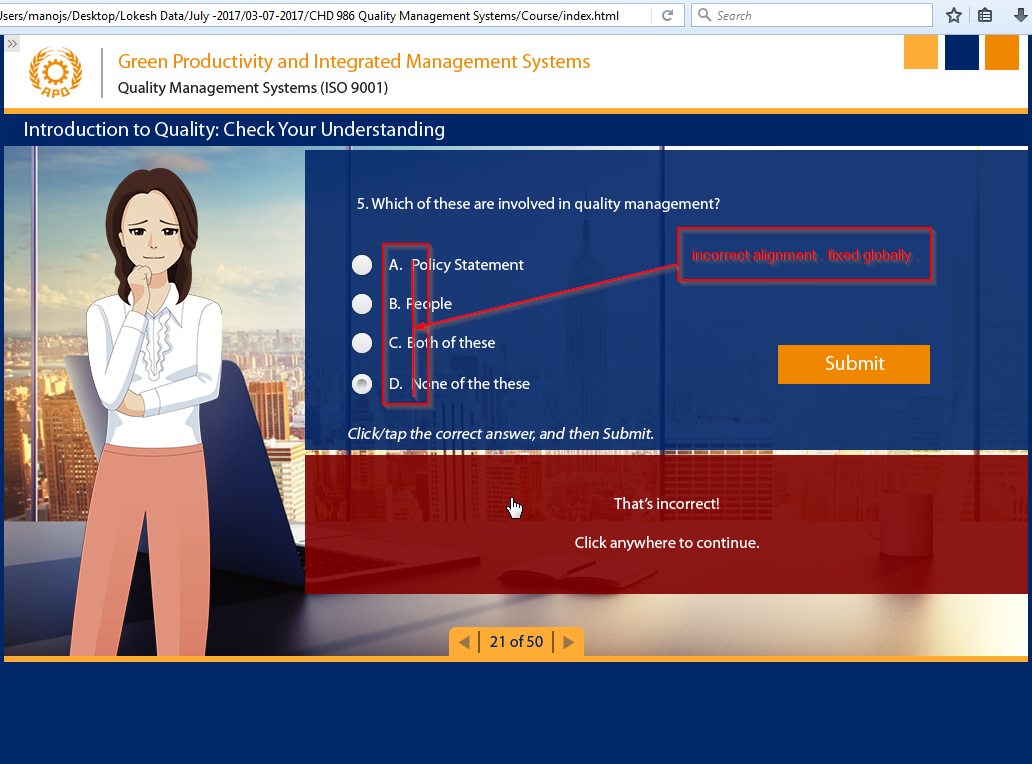 Jsers/manojs/Desktop/Lokesh Data/July -2017/03-07-2017/CHD 986 Quality Management Systems/Course/index.html
Search
APO
Green Productivity and Integrated Management Systems
Quality Management Systems (ISO 9001)
Introduction to Quality: Check Your Understanding
5. Which of these are involved in quality management?
incorrect alignment . fixed globally .
A. Policy Statement
B. People
C. Both of these
D. None of the these
Submit
Click/tap the correct answer, and then Submit.
That's incorrect!
Click anywhere to continue.
21 of 50